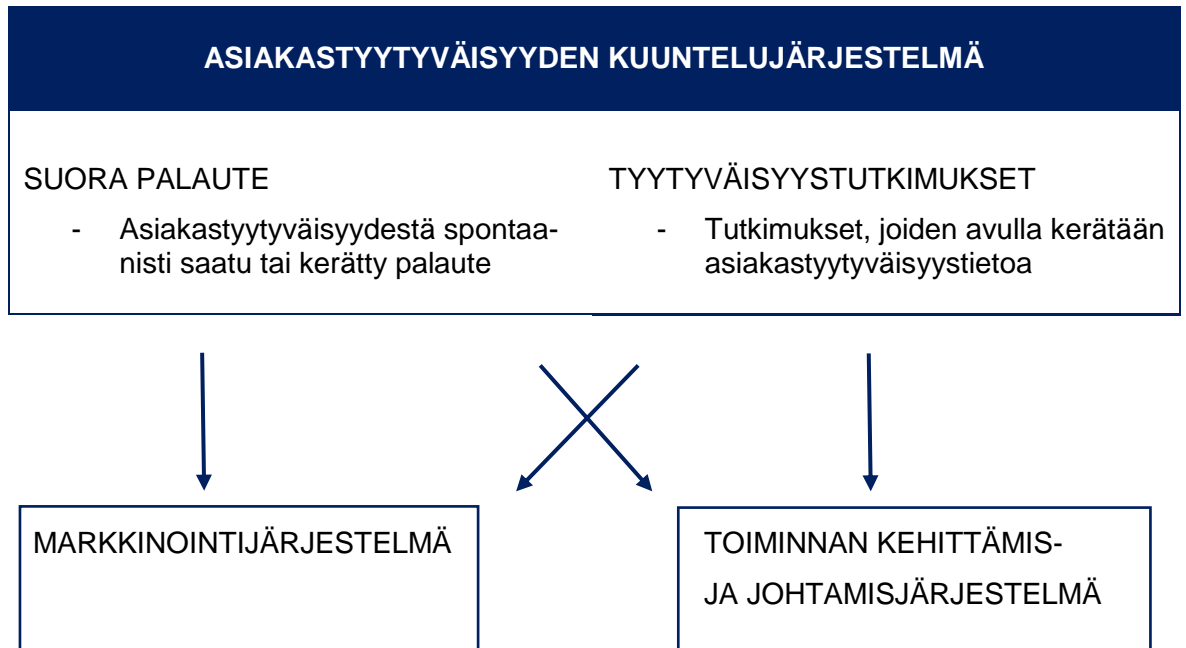 ASIAKASTYYTYVÄISYYDEN KUUNTELUJÄRJESTELMÄ
SUORA PALAUTE
- Asiakastyytyväisyydestä spontaa-
nisti saatu tai kerätty palaute
TYYTYVÄISYYSTUTKIMUKSET
- Tutkimukset, joiden avulla kerätään
asiakastyytyväisyystietoa
MARKKINOINTIJÄRJESTELMÄ
TOIMINNAN KEHITTÄMIS-
JA JOHTAMISJÄRJESTELMÄ